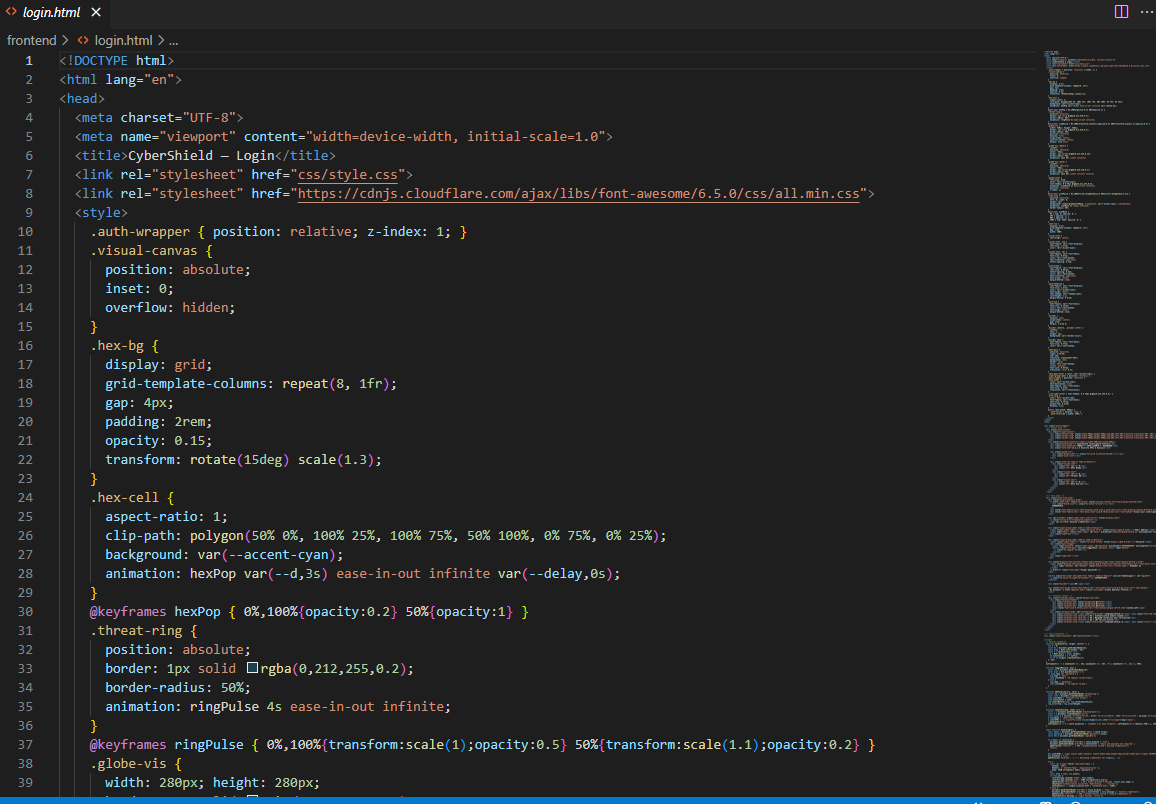 login.html
frontend > login.html > ...
1 <!DOCTYPE html>
2 <html lang="en">
3 <head>
4 <meta charset="UTF-8">
5 <meta name="viewport" content="width=device-width, initial-scale=1.0">
6 <title>CyberShield — Login</title>
7 <link rel="stylesheet" href="css/style.css">
8 <link rel="stylesheet" href="https://cdnjs.cloudflare.com/ajax/libs/font-awesome/6.5.0/css/all.min.css">
9 <style>
10 .auth-wrapper { position: relative; z-index: 1; }
11 .visual-canvas {
12 position: absolute;
13 inset: 0;
14 overflow: hidden;
15 }
16 .hex-bg {
17 display: grid;
18 grid-template-columns: repeat(8, 1fr);
19 gap: 4px;
20 padding: 2rem;
21 opacity: 0.15;
22 transform: rotate(15deg) scale(1.3);
23 }
24 .hex-cell {
25 aspect-ratio: 1;
26 clip-path: polygon(50% 0%, 100% 25%, 100% 75%, 50% 100%, 0% 75%, 0% 25%);
27 background: var(--accent-cyan);
28 animation: hexPop var(--d,3s) ease-in-out infinite var(--delay,0s);
29 }
30 @keyframes hexPop { 0%,100%{opacity:0.2} 50%{opacity:1} }
31 .threat-ring {
32 position: absolute;
33 border: 1px solid rgba(0,212,255,0.2);
34 border-radius: 50%;
35 animation: ringPulse 4s ease-in-out infinite;
36 }
37 @keyframes ringPulse { 0%,100%{transform:scale(1);opacity:0.5} 50%{transform:scale(1.1);opacity:0.2} }
38 .globe-vis {
39 width: 280px; height: 280px;